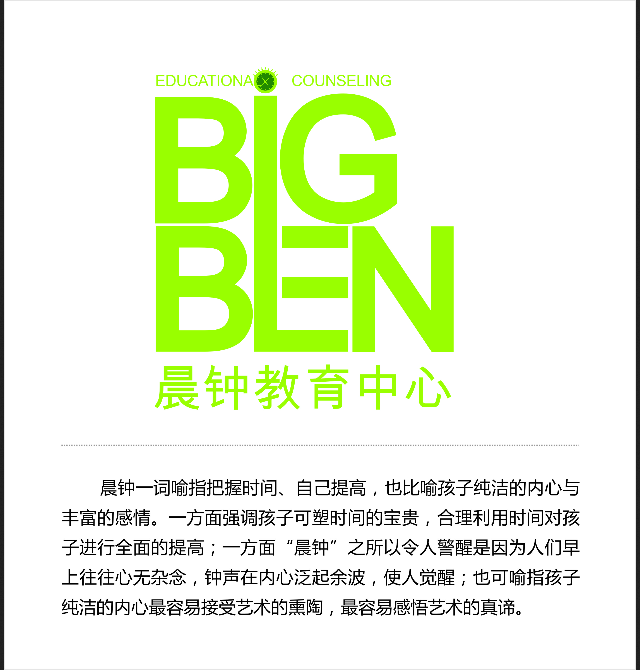 EDUCATIONA COUNSELING
BIG
BEN
晨钟教育中心
晨钟一词喻指把握时间、自己提高，也比喻孩子纯洁的内心与
丰富的感情。一方面强调孩子可塑时间的宝贵，合理利用时间对孩
子进行全面的提高；一方面“晨钟”之所以令人警醒是因为人们早
上往往心无杂念，钟声在内心泛起余波，使人觉醒；也可喻指孩子
纯洁的内心最容易接受艺术的熏陶，最容易感悟艺术的真谛。